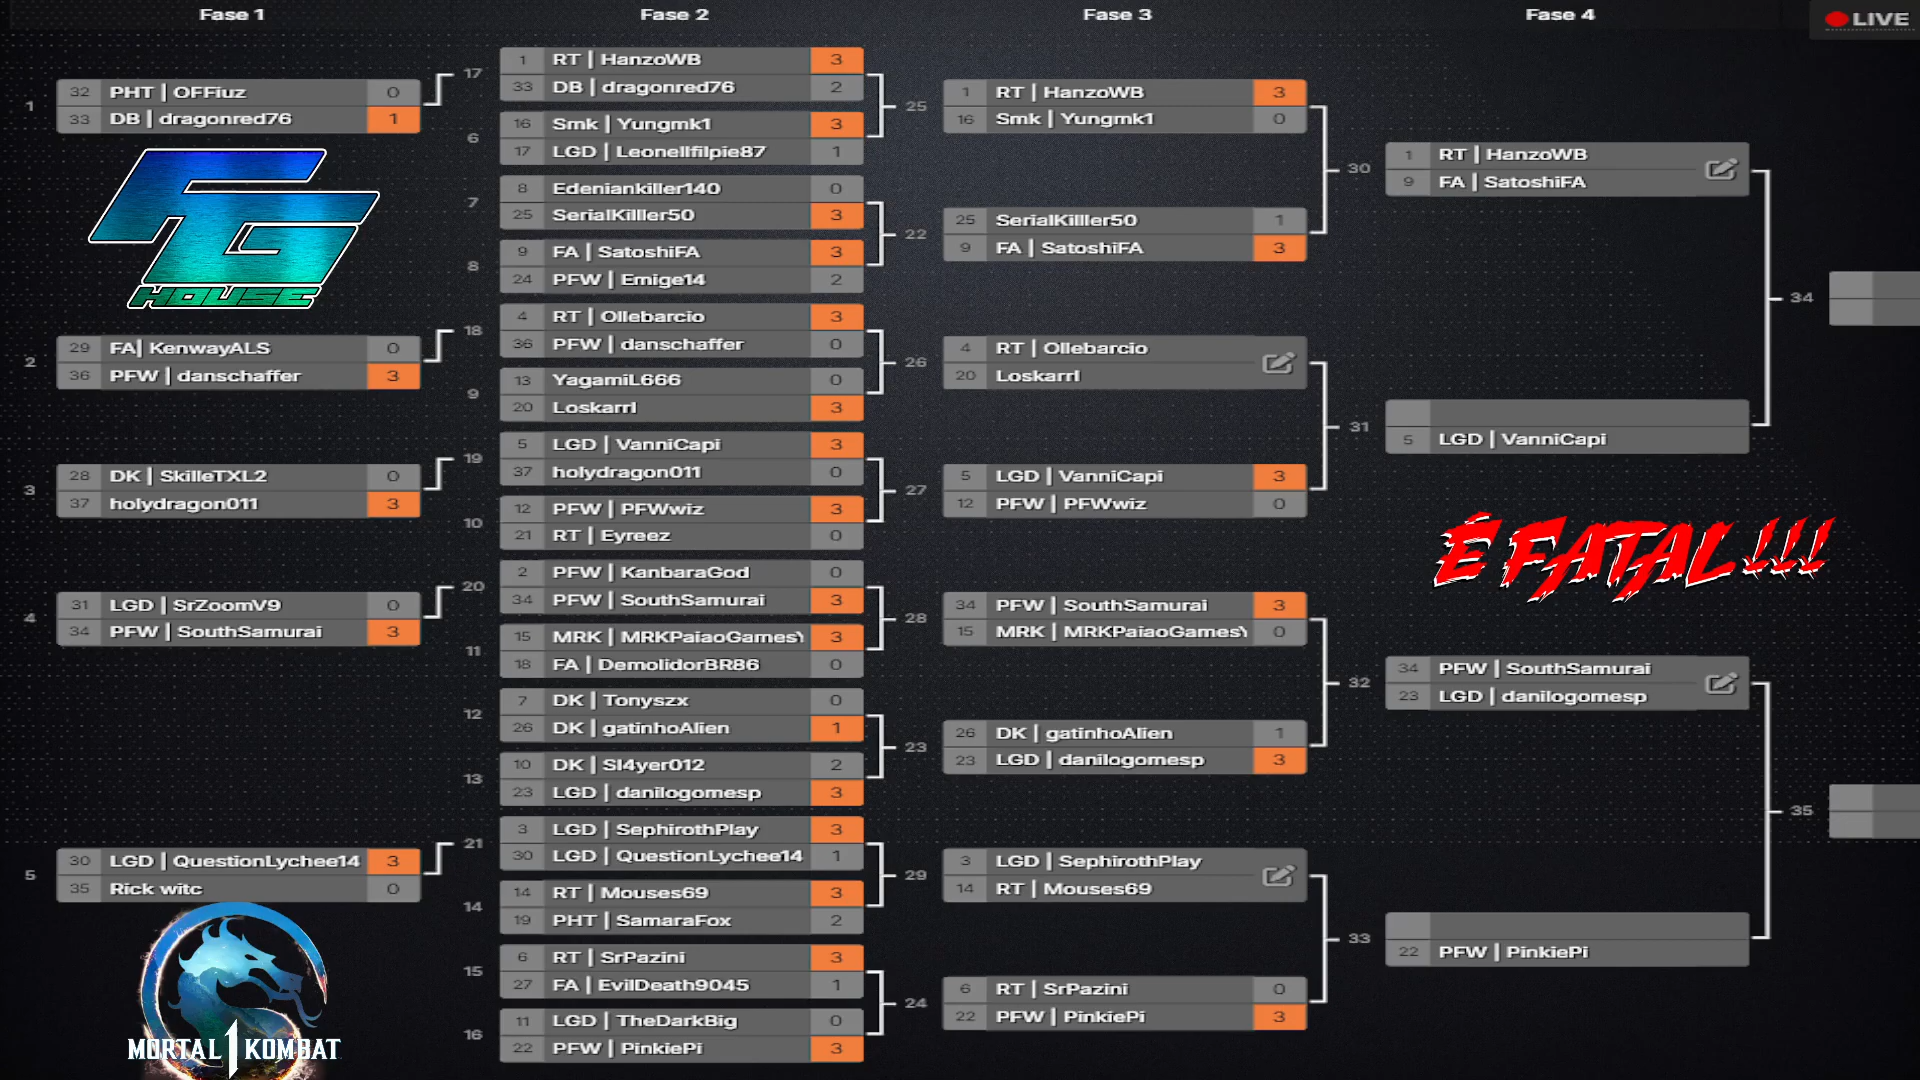 Fase 1
Fase 2
Fase 3
Fase 4
LIVE
1
32 PHT | OFFiuz 0
33 DB | dragonred76 1
FG
HOUSE
2
29 FA| KenwayALS 0
36 PFW | danschaffer 3
3
28 DK | SkilleTXL2 0
37 holydragon011 3
4
31 LGD | SrZoomV9 0
34 PFW | SouthSamurai 3
5
30 LGD | QuestionLychee14 3
35 Rick witc 0
MORTAL 1 KOMBAT
17
1 RT | HanzoWB 3
33 DB | dragonred76 2
6
16 Smk | Yungmk1 3
17 LGD | Leonellfilpie87 1
7
8 Edeniankiller140 0
25 SerialKilller50 3
8
9 FA | SatoshiFA 3
24 PFW | Emige14 2
18
4 RT | Ollebarcio 3
36 PFW | danschaffer 0
9
13 YagamiL666 0
20 Loskarrl 3
19
5 LGD | VanniCapi 3
37 holydragon011 0
10
12 PFW | PFWwiz 3
21 RT | Eyreez 0
20
2 PFW | KanbaraGod 0
34 PFW | SouthSamurai 3
11
15 MRK | MRKPaiaoGames 3
18 FA | DemolidorBR86 0
12
7 DK | Tonyszx 0
26 DK | gatinhoAlien 1
13
10 DK | Sl4yer012 2
23 LGD | danilogomesp 3
21
3 LGD | SephirothPlay 3
30 LGD | QuestionLychee14 1
14
14 RT | Mouses69 3
19 PHT | SamaraFox 2
15
6 RT | SrPazini 3
27 FA | EvilDeath9045 1
16
11 LGD | TheDarkBig 0
22 PFW | PinkiePi 3
25
1 RT | HanzoWB 3
16 Smk | Yungmk1 0
22
25 SerialKilller50 1
9 FA | SatoshiFA 3
26
4 RT | Ollebarcio
20 Loskarrl
27
5 LGD | VanniCapi 3
12 PFW | PFWwiz 0
28
34 PFW | SouthSamurai 3
15 MRK | MRKPaiaoGames 0
23
26 DK | gatinhoAlien 1
23 LGD | danilogomesp 3
29
3 LGD | SephirothPlay
14 RT | Mouses69
24
6 RT | SrPazini 0
22 PFW | PinkiePi 3
30
1 RT | HanzoWB
9 FA | SatoshiFA
31
5 LGD | VanniCapi
É FATAL!!!
32
34 PFW | SouthSamurai
23 LGD | danilogomesp
33
22 PFW | PinkiePi
34
35